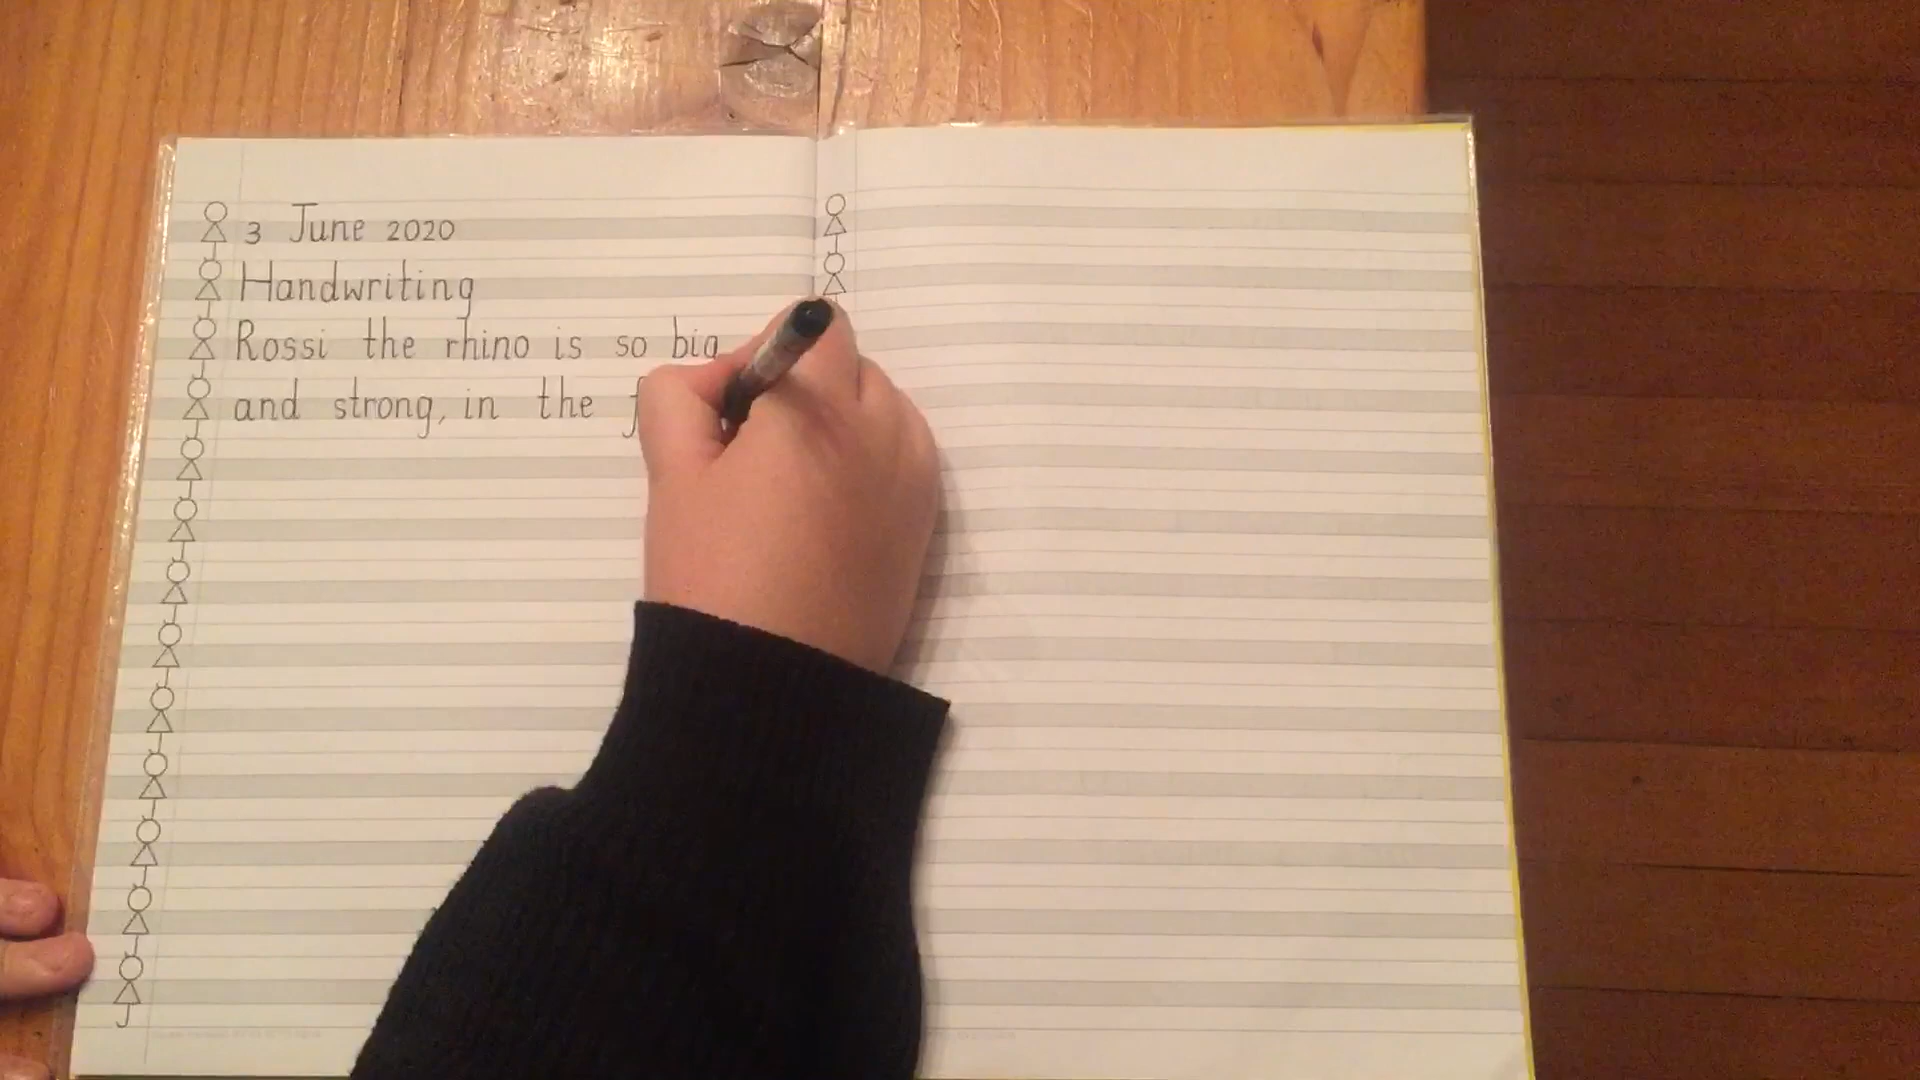 3 June 2020
Handwriting
Rossi the rhino is so big
and strong, in the